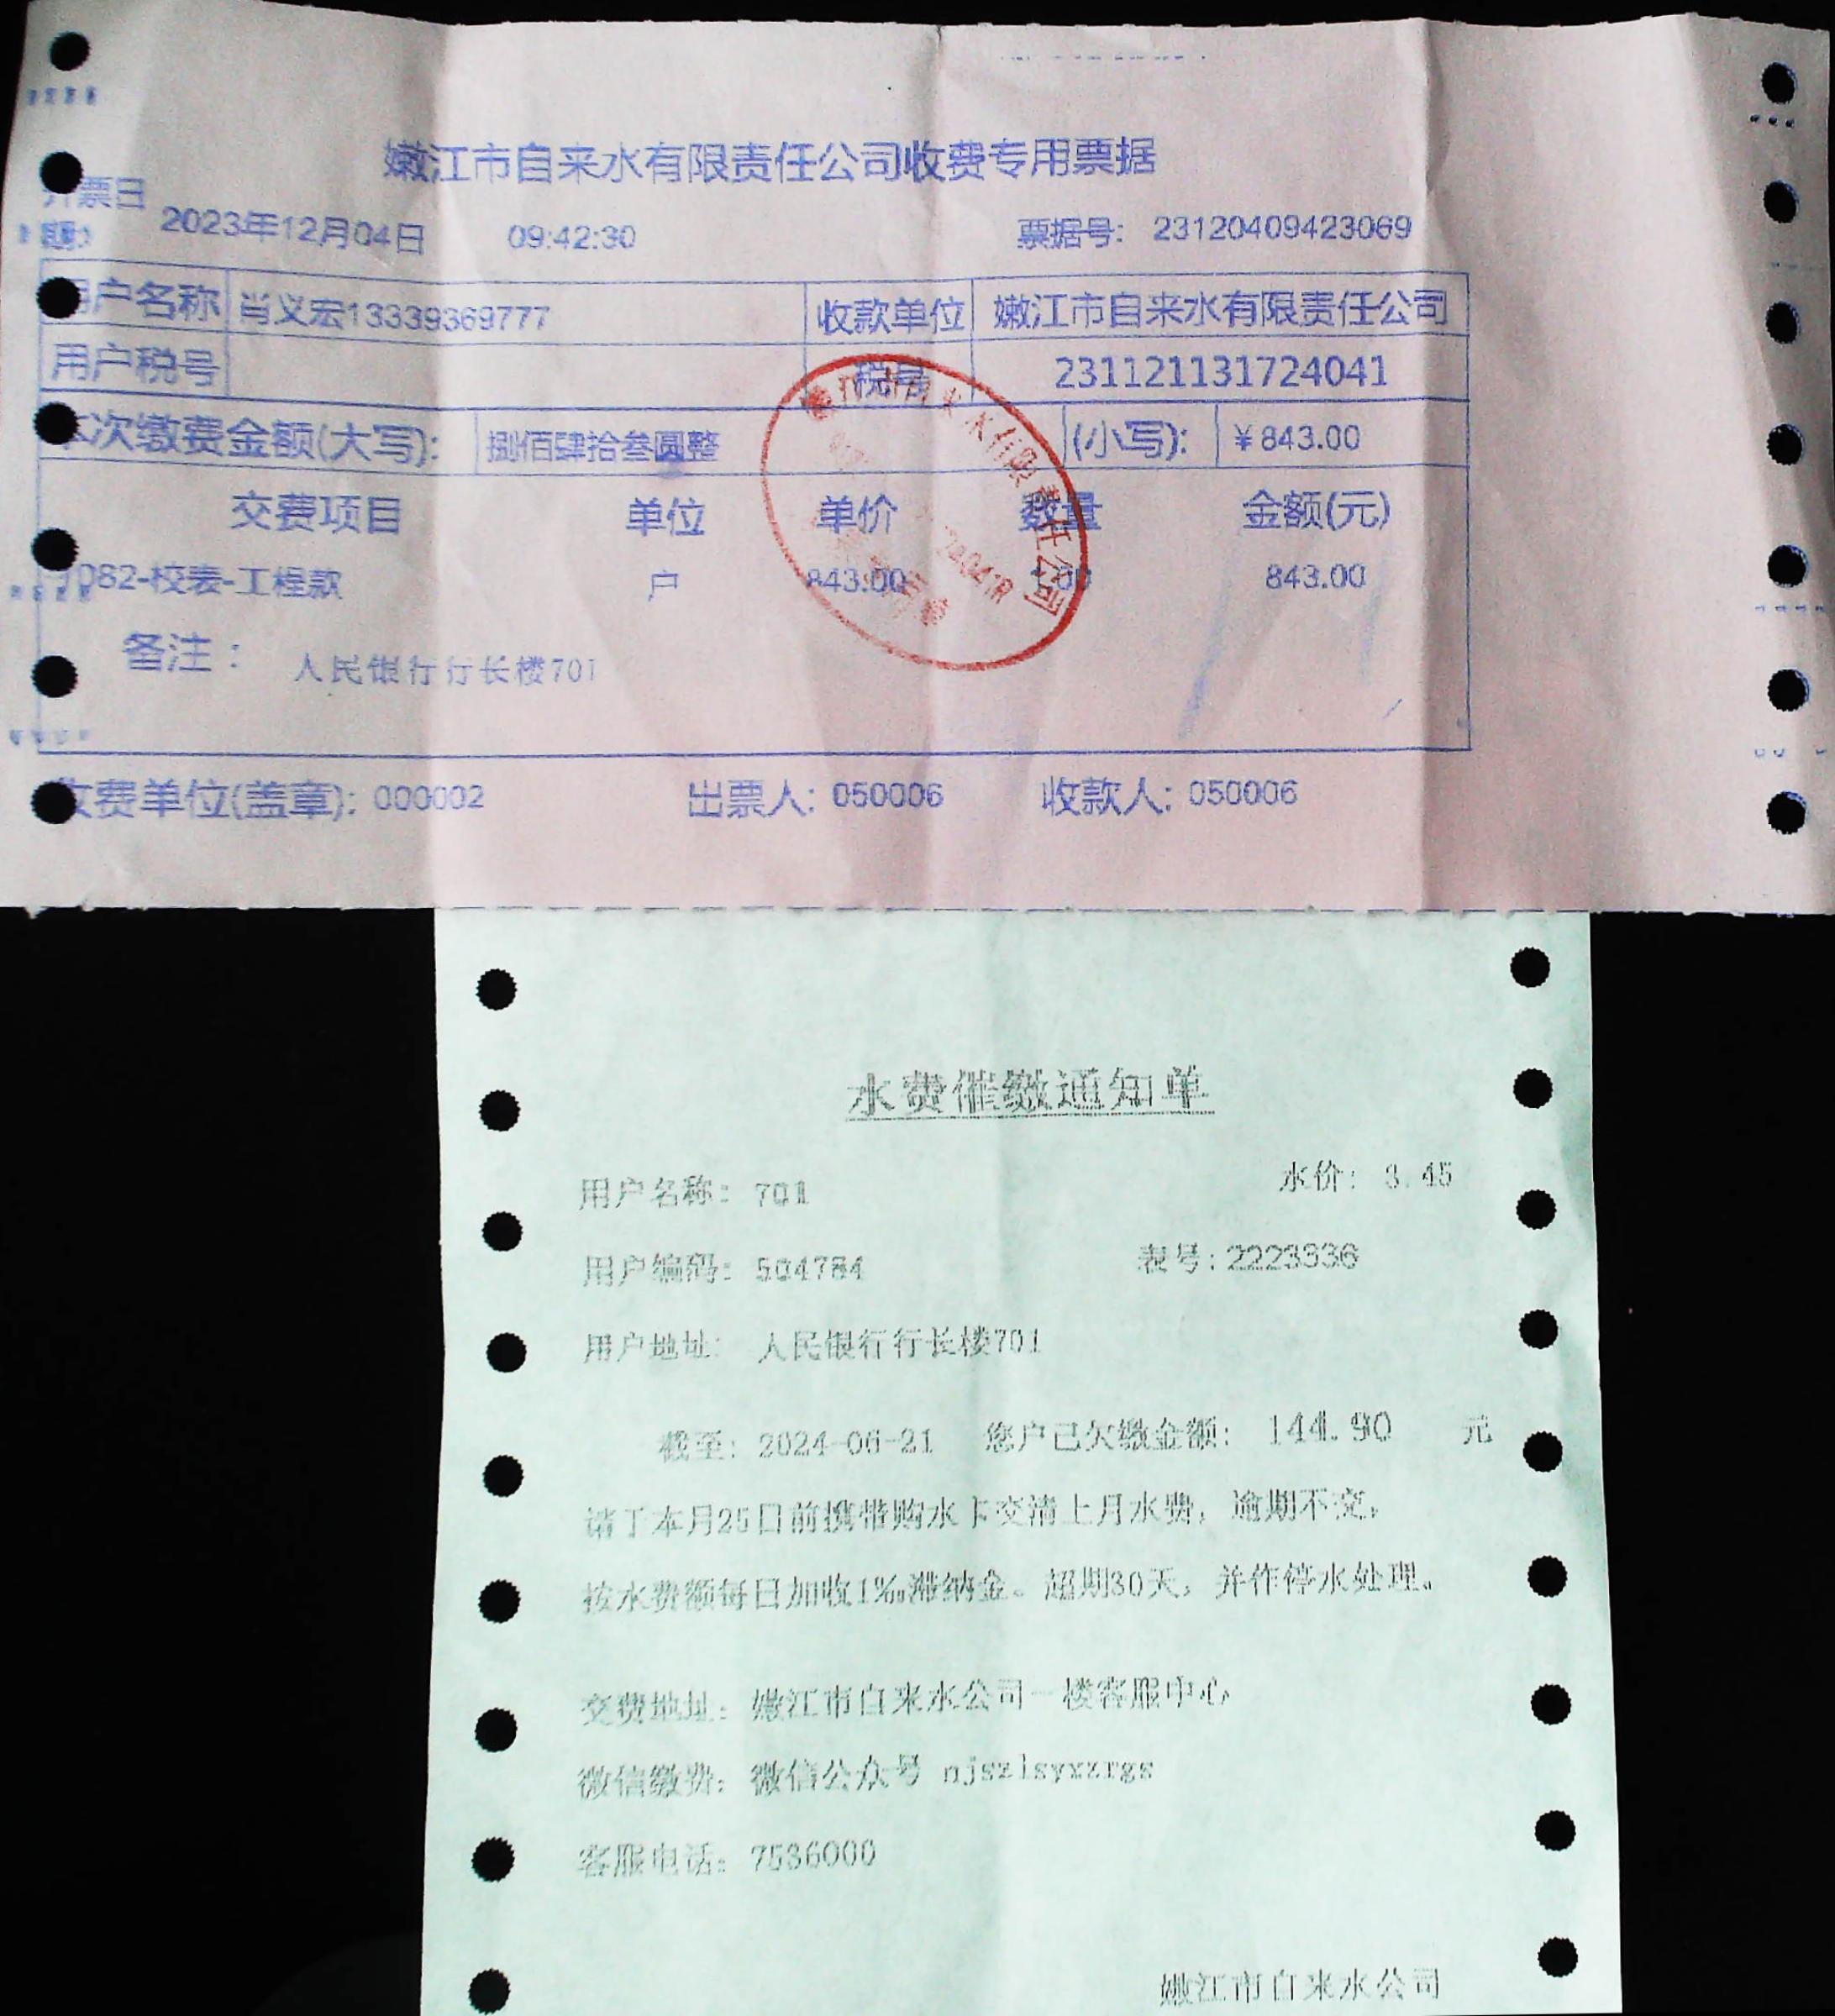 嫩江市自来水有限责任公司收费专用票据
开票日期: 2023年12月04日 09:42:30 票据号: 23120409423069
用户名称 肖义宏13339369777 收款单位 嫩江市自来水有限责任公司
用户税号 税号 231121131724041
本次缴费金额(大写): 捌佰肆拾叁圆整 (小写): ¥843.00
交费项目 单位 单价 数量 金额(元)
082-校表-工程款 户 843.00 1.00 843.00
备注: 人民银行行长楼701
收费单位(盖章): 000002 出票人: 050006 收款人: 050006
水费催缴通知单
用户名称: 701 水价: 3.45
用户编码: 504784 表号:2223336
用户地址: 人民银行行长楼701
截至: 2024-06-21 您户已欠缴金额: 144.90 元
请于本月25日前携带购水卡交清上月水费, 逾期不交,
按水费额每日加收1‰滞纳金。超期30天, 并作停水处理。
交费地址: 嫩江市自来水公司一楼客服中心
微信缴费: 微信公众号 njszlsyxzrgs
客服电话: 7536000
嫩江市自来水公司